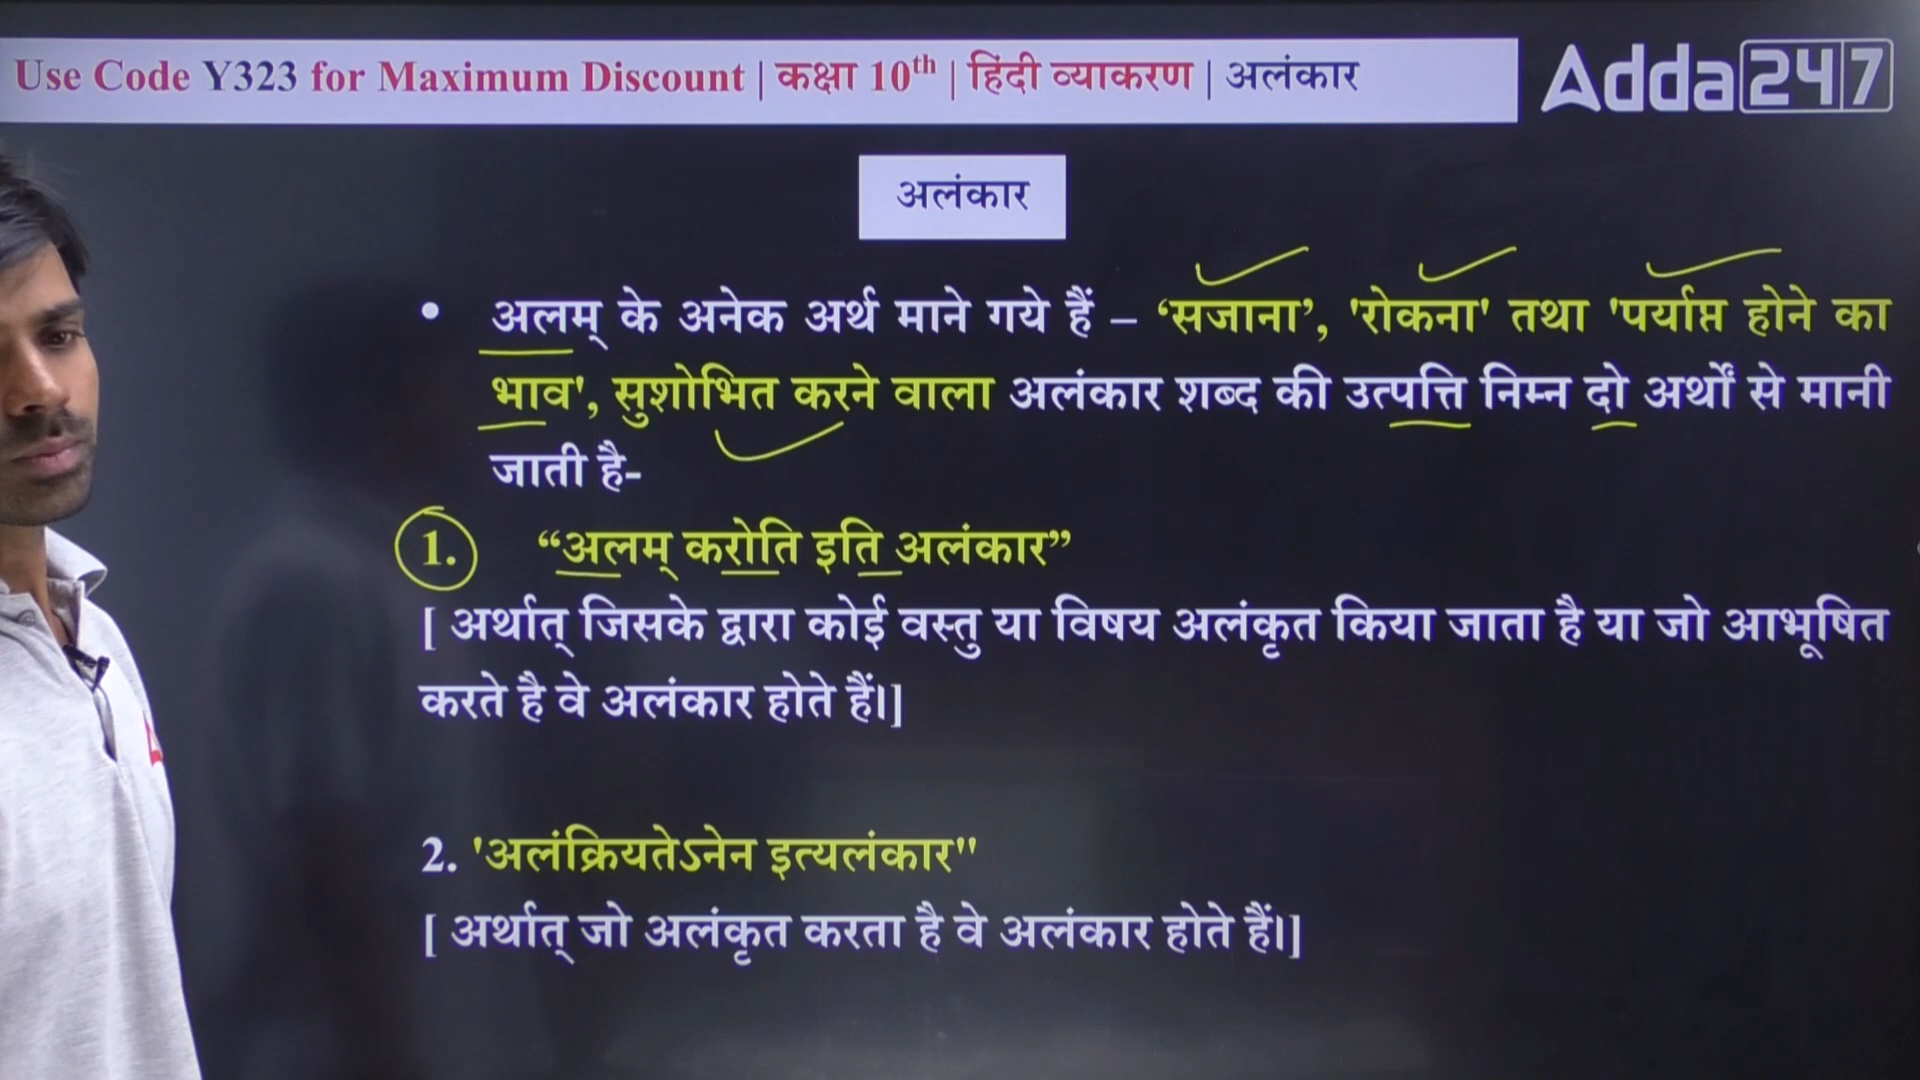 Use Code Y323 for Maximum Discount | कक्षा 10th | हिंदी व्याकरण | अलंकार
Adda247
अलंकार
• अलम् के अनेक अर्थ माने गये हैं – ‘सजाना’, 'रोकना' तथा 'पर्याप्त होने का
भाव', सुशोभित करने वाला अलंकार शब्द की उत्पत्ति निम्न दो अर्थों से मानी
जाती है-
1. “अलम् करोति इति अलंकार”
[ अर्थात् जिसके द्वारा कोई वस्तु या विषय अलंकृत किया जाता है या जो आभूषित
करते है वे अलंकार होते हैं।]
2. 'अलंक्रियतेऽनेन इत्यलंकार"
[ अर्थात् जो अलंकृत करता है वे अलंकार होते हैं।]